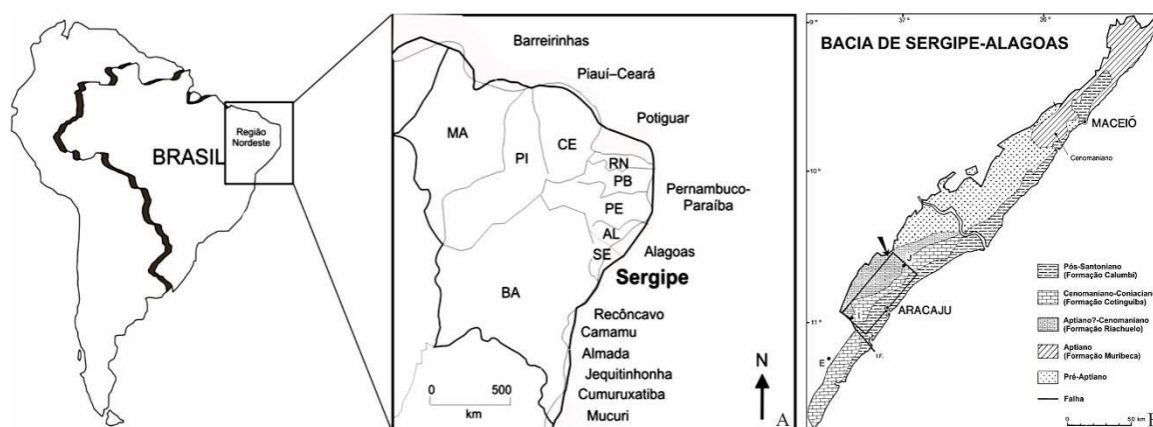 BRASIL
Região
Nordeste
Barreirinhas
Piauí–Ceará
Potiguar
MA
PI
CE
RN
PB
PE
AL
SE
BA
Pernambuco-
Paraíba
Alagoas
Sergipe
Recôncavo
Camamu
Almada
Jequitinhonha
Cumuruxatiba
Mucuri
N
0 500
km
A
37 36
9°
BACIA DE SERGIPE-ALAGOAS
MACEIÓ
Cenomaniano
10°
ARACAJU
11°
E
Pós-Santoniano
(Formação Calumbi)
Cenomaniano-Coniaciano
(Formação Cotinguiba)
Aptiano?-Cenomaniano
(Formação Riachuelo)
Aptiano
(Formação Muribeca)
Pré-Aptiano
Falha
0 50 km